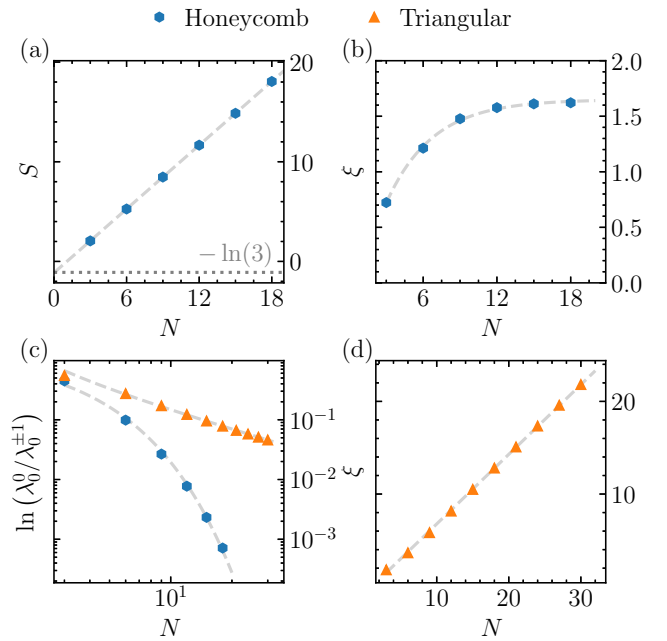 Honeycomb Triangular
(a) (b)
20
10
0
S
− ln(3)
0 6 12 18
N
2.0
1.5
1.0
0.5
0.0
ξ
6 12 18
N
(c) (d)
ln (λ₀⁰/λ₀^{±1})
10⁻¹
10⁻²
10⁻³
10¹
N
ξ
20
10
10 20 30
N